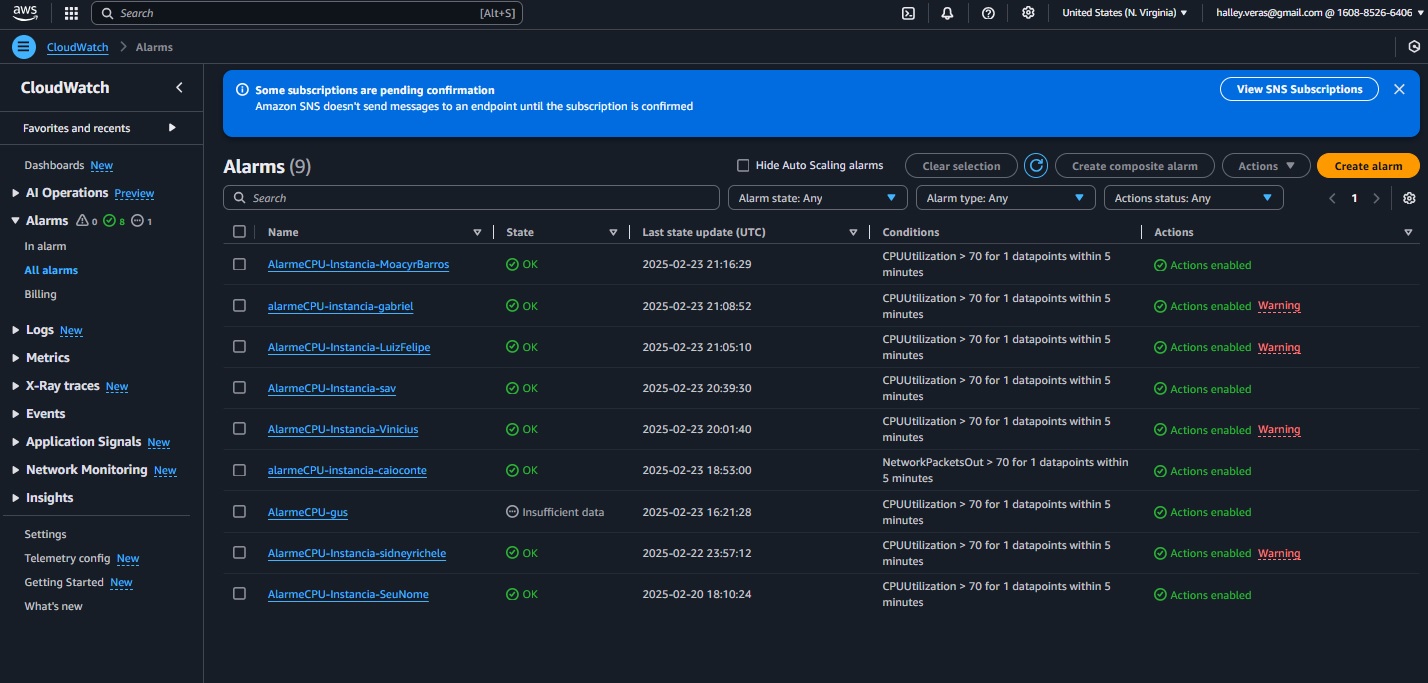 aws
Search [Alt+S]
United States (N. Virginia)
halley.veras@gmail.com @ 1608-8526-6406
CloudWatch
Alarms
CloudWatch
Favorites and recents
Dashboards New
AI Operations Preview
Alarms 0 8 1
In alarm
All alarms
Billing
Logs New
Metrics
X-Ray traces New
Events
Application Signals New
Network Monitoring New
Insights
Settings
Telemetry config New
Getting Started New
What's new
Some subscriptions are pending confirmation
Amazon SNS doesn't send messages to an endpoint until the subscription is confirmed
View SNS Subscriptions
Alarms (9)
Hide Auto Scaling alarms
Clear selection
Create composite alarm
Actions
Create alarm
Search
Alarm state: Any
Alarm type: Any
Actions status: Any
1
Name State Last state update (UTC) Conditions Actions
AlarmeCPU-Instancia-MoacyrBarros OK 2025-02-23 21:16:29 CPUUtilization > 70 for 1 datapoints within 5 Actions enabled
minutes
alarmeCPU-instancia-gabriel OK 2025-02-23 21:08:52 CPUUtilization > 70 for 1 datapoints within 5 Actions enabled Warning
minutes
AlarmeCPU-Instancia-LuizFelipe OK 2025-02-23 21:05:10 CPUUtilization > 70 for 1 datapoints within 5 Actions enabled Warning
minutes
AlarmeCPU-Instancia-sav OK 2025-02-23 20:39:30 CPUUtilization > 70 for 1 datapoints within 5 Actions enabled
minutes
AlarmeCPU-Instancia-Vinicius OK 2025-02-23 20:01:40 CPUUtilization > 70 for 1 datapoints within 5 Actions enabled Warning
minutes
alarmeCPU-instancia-caioconte OK 2025-02-23 18:53:00 NetworkPacketsOut > 70 for 1 datapoints within Actions enabled
5 minutes
AlarmeCPU-gus Insufficient data 2025-02-23 16:21:28 CPUUtilization > 70 for 1 datapoints within 5 Actions enabled
minutes
AlarmeCPU-Instancia-sidneyrichele OK 2025-02-22 23:57:12 CPUUtilization > 70 for 1 datapoints within 5 Actions enabled Warning
minutes
AlarmeCPU-Instancia-SeuNome OK 2025-02-20 18:10:24 CPUUtilization > 70 for 1 datapoints within 5 Actions enabled
minutes